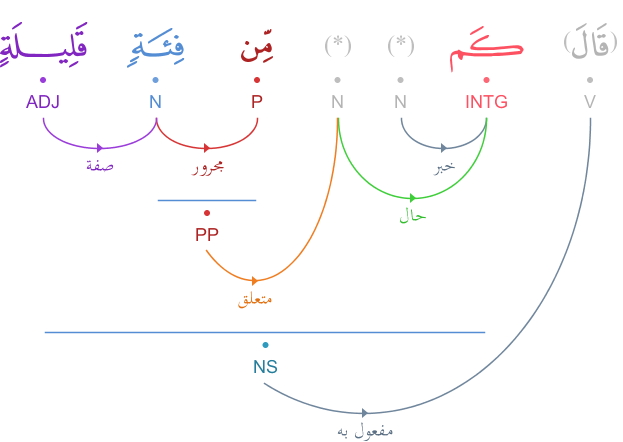 (قَالَ) كَم (*) (*) مِّن فِئَةٍ قَلِيلَةٍ
V INTG N N P N ADJ
خبر مجرور صفة
حال
PP
متعلق
NS
مفعول به